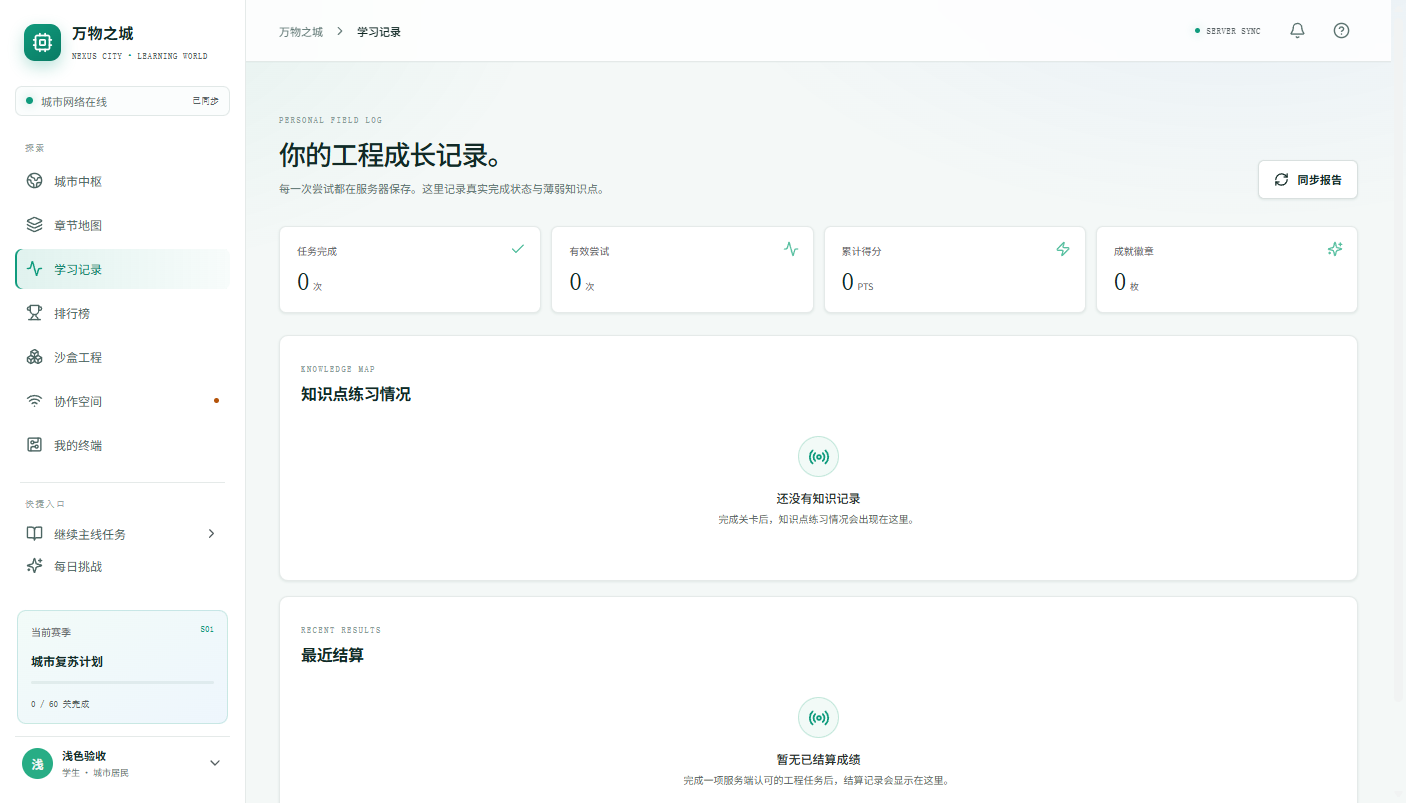 万物之城
NEXUS CITY • LEARNING WORLD
城市网络在线
已同步
探索
城市中枢
章节地图
学习记录
排行榜
沙盒工程
协作空间
我的终端
快捷入口
继续主线任务
每日挑战
当前赛季
S01
城市复苏计划
0 / 60 关完成
浅
浅色验收
学生 · 城市居民
万物之城 > 学习记录
SERVER SYNC
PERSONAL FIELD LOG
你的工程成长记录。
每一次尝试都在服务器保存。这里记录真实完成状态与薄弱知识点。
同步报告
任务完成
0 次
有效尝试
0 次
累计得分
0 PTS
成就徽章
0 枚
KNOWLEDGE MAP
知识点练习情况
还没有知识记录
完成关卡后，知识点练习情况会出现在这里。
RECENT RESULTS
最近结算
暂无已结算成绩
完成一项服务端认可的工程任务后，结算记录会显示在这里。